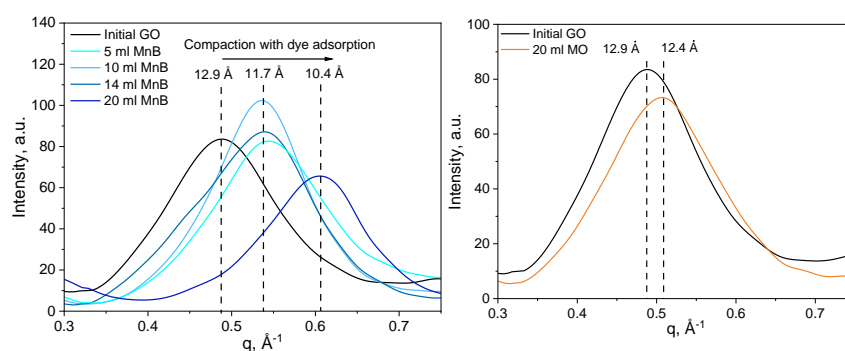 Initial GO
5 ml MnB
10 ml MnB
14 ml MnB
20 ml MnB
Compaction with dye adsorption
12.9 Å
11.7 Å
10.4 Å
140
120
100
80
60
40
20
0
Intensity, a.u.
0.3
0.4
0.5
0.6
0.7
q, Å-1
Initial GO
20 ml MO
12.9 Å
12.4 Å
100
80
60
40
20
0
Intensity, a.u.
0.3
0.4
0.5
0.6
0.7
q, Å-1